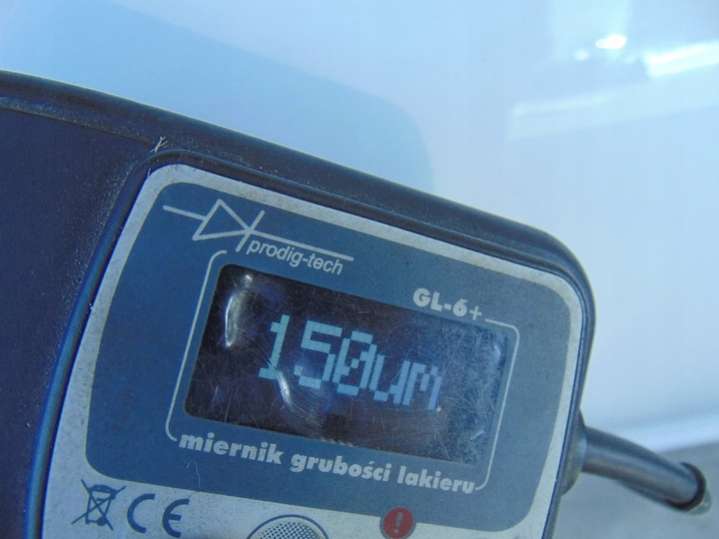 prodig-tech
GL-6+
150um
miernik grubości lakieru
CE
!